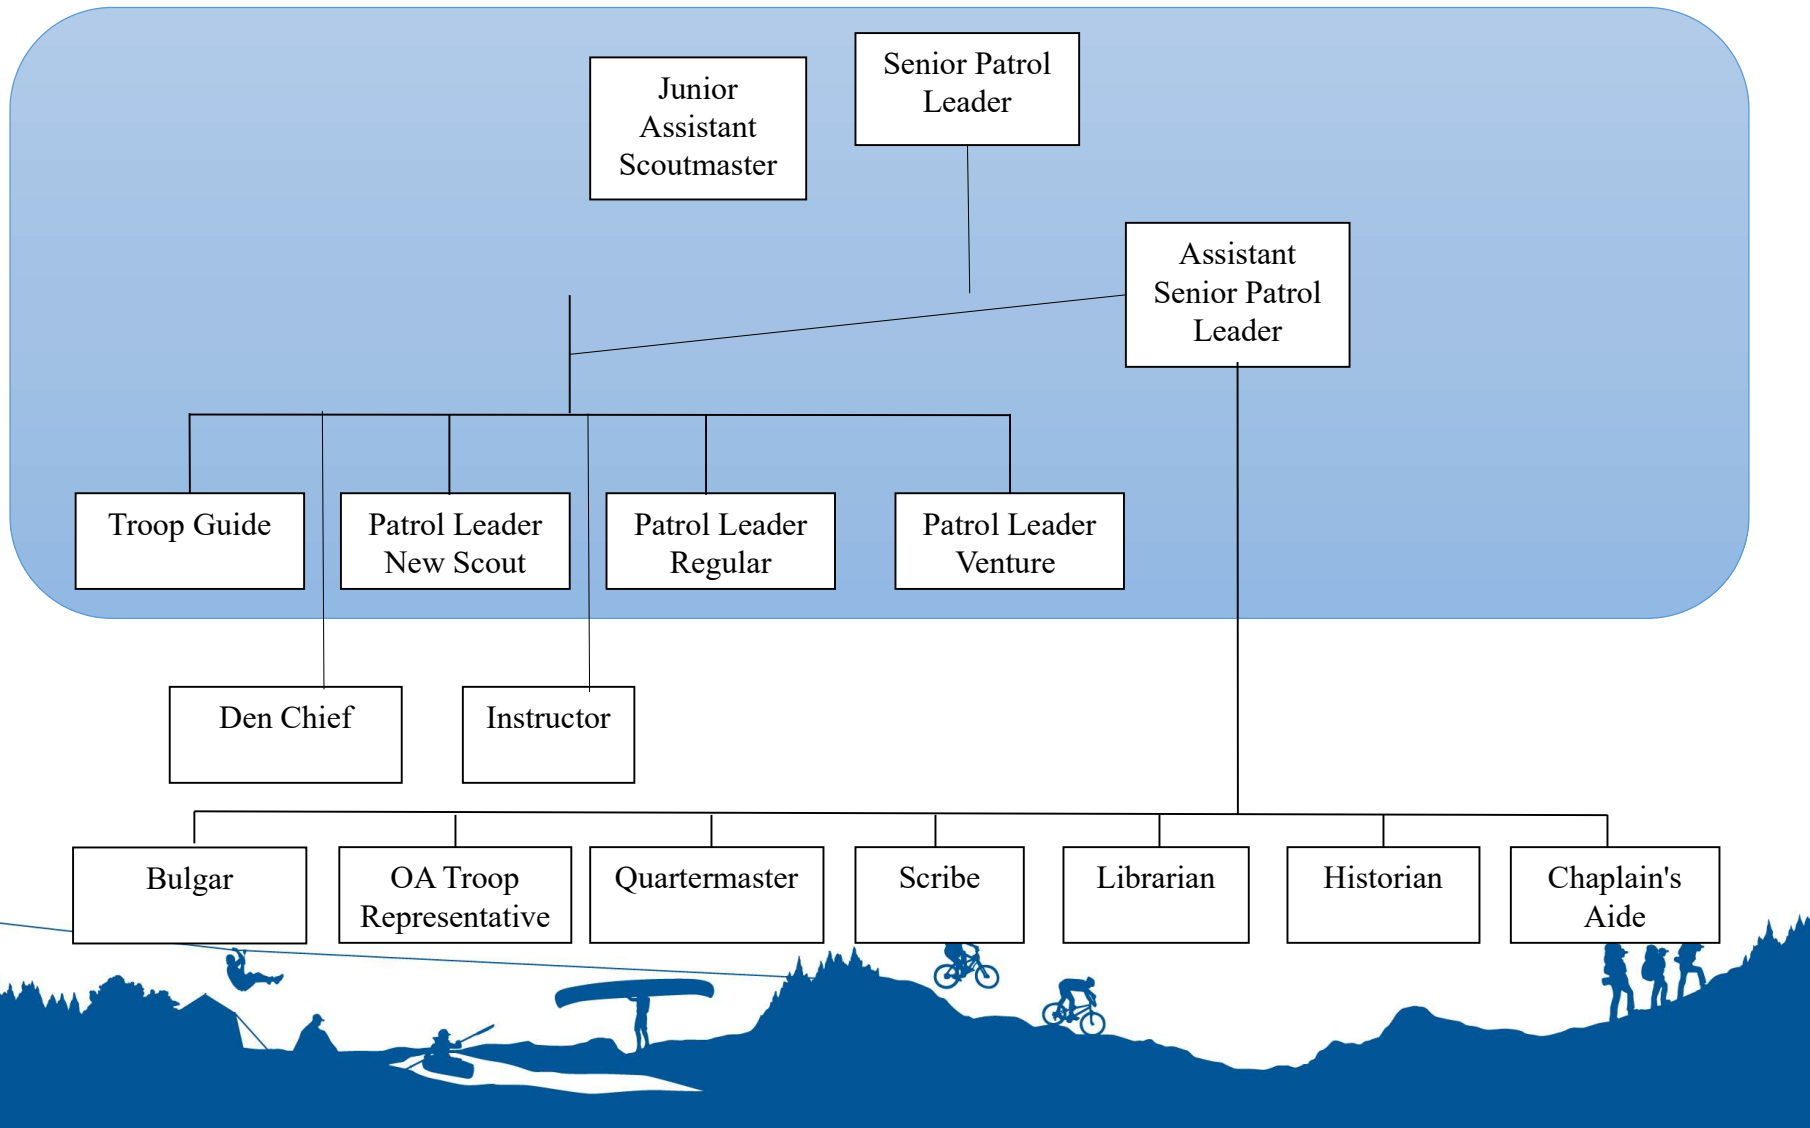 Junior
Assistant
Scoutmaster
Senior Patrol
Leader
Assistant
Senior Patrol
Leader
Troop Guide
Patrol Leader
New Scout
Patrol Leader
Regular
Patrol Leader
Venture
Den Chief
Instructor
Bulgar
OA Troop
Representative
Quartermaster
Scribe
Librarian
Historian
Chaplain's
Aide